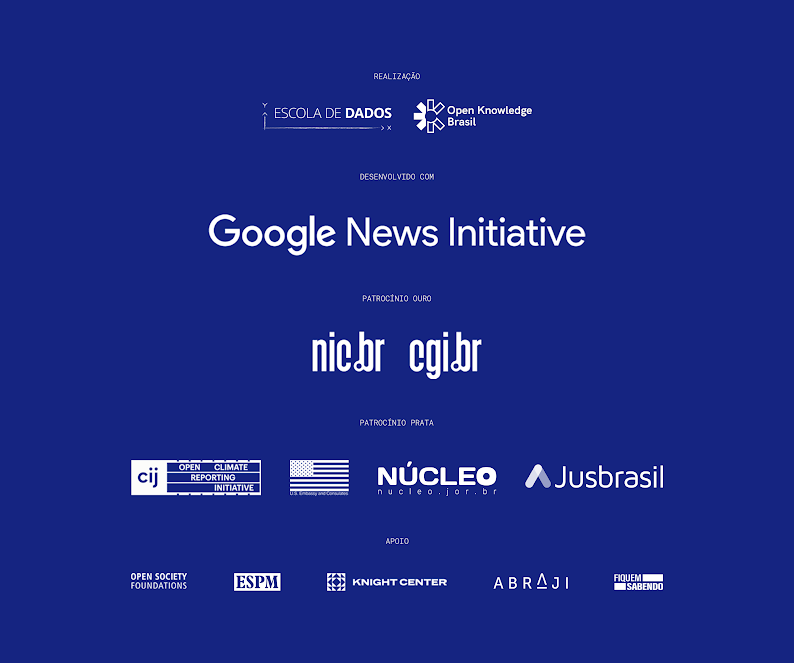 REALIZAÇÃO
Y
ESCOLA DE DADOS
X
Open Knowledge
Brasil
DESENVOLVIDO COM
Google News Initiative
PATROCÍNIO OURO
nic.br cgi.br
PATROCÍNIO PRATA
cij
OPEN CLIMATE
REPORTING
INITIATIVE
U.S. Embassy and Consulates
NÚCLEO
nucleo.jor.br
Jusbrasil
APOIO
OPEN SOCIETY
FOUNDATIONS
ESPM
KNIGHT CENTER
ABRAJI
FIQUEM
SABENDO